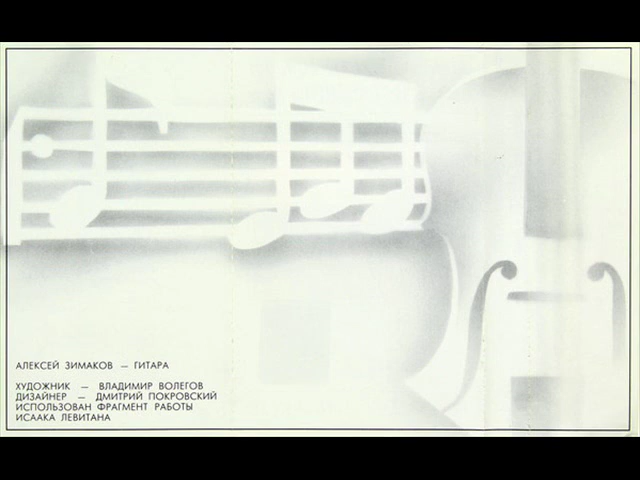 АЛЕКСЕЙ ЗИМАКОВ — ГИТАРА
ХУДОЖНИК — ВЛАДИМИР ВОЛЕГОВ
ДИЗАЙНЕР — ДМИТРИЙ ПОКРОВСКИЙ
ИСПОЛЬЗОВАН ФРАГМЕНТ РАБОТЫ
ИСААКА ЛЕВИТАНА